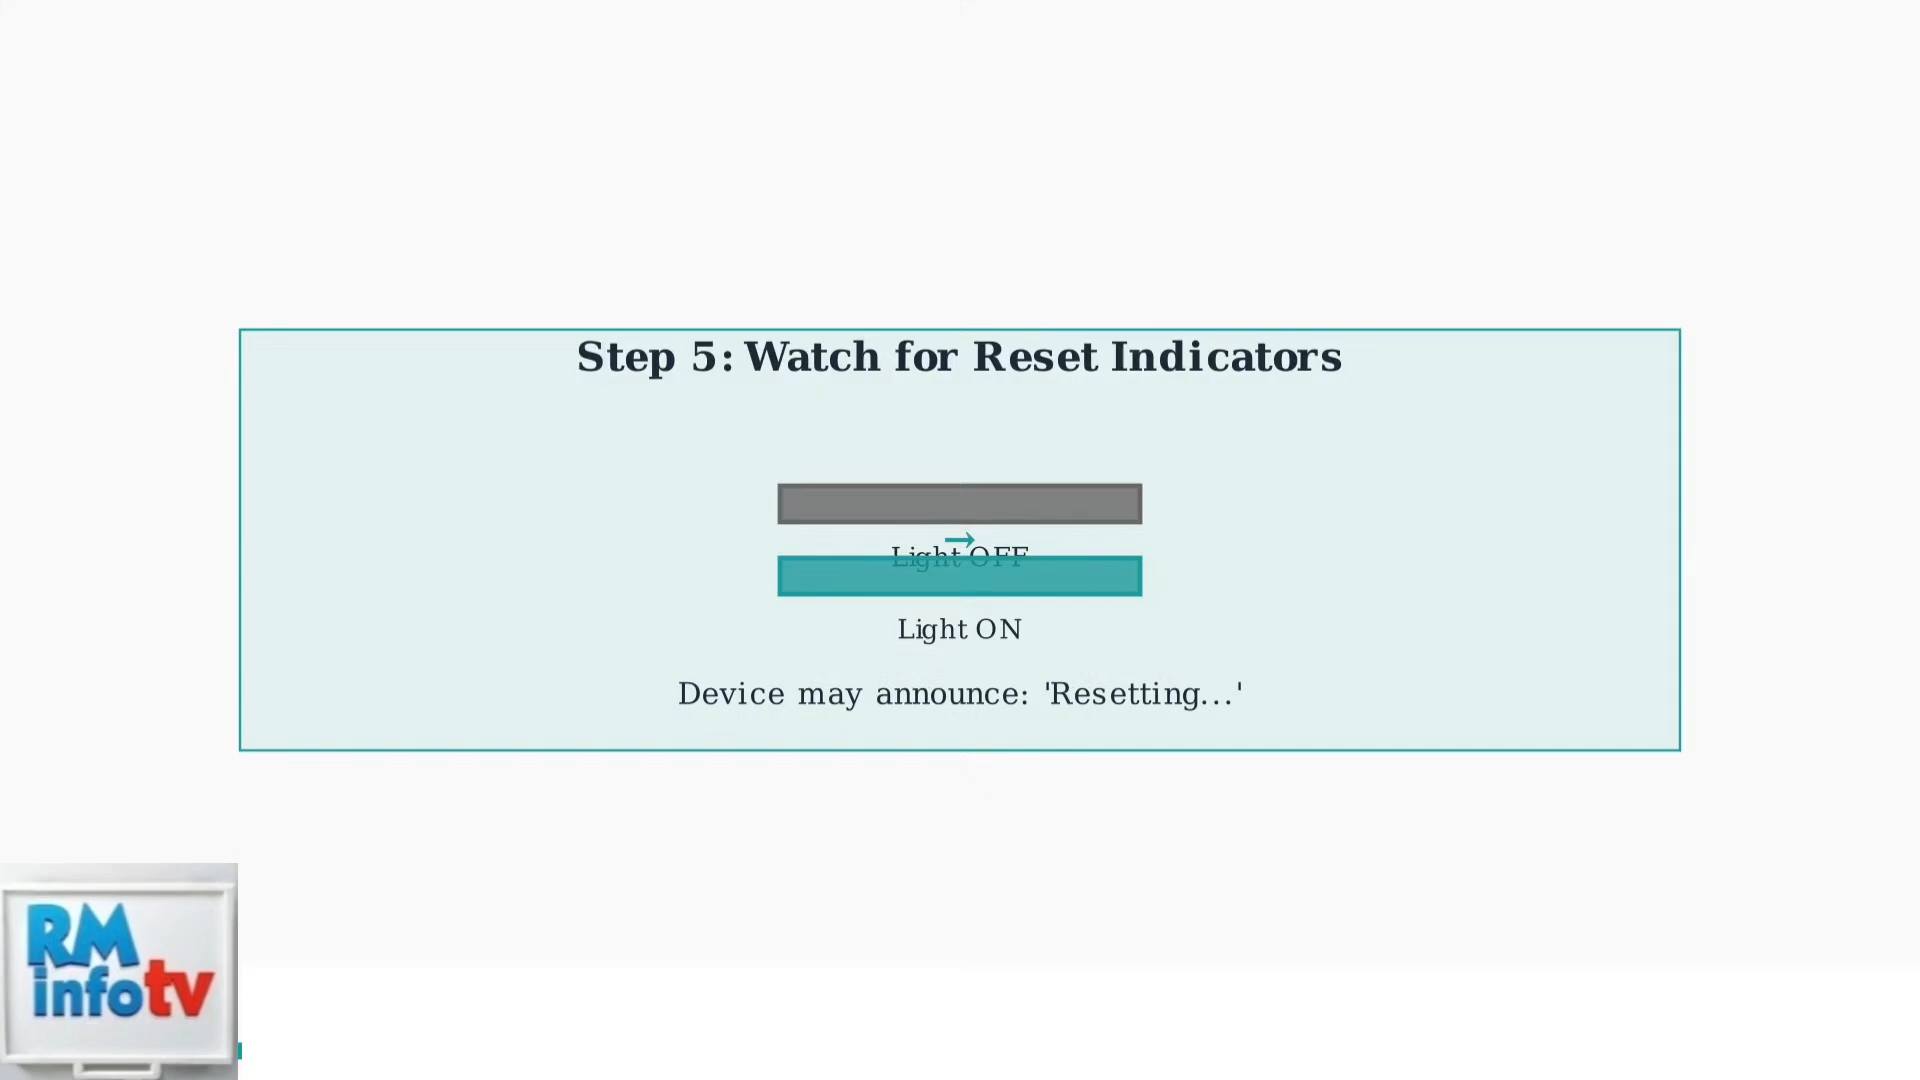 Step 5: Watch for Reset Indicators
→
Light OFF
Light ON
Device may announce: 'Resetting...'
RM
infotv